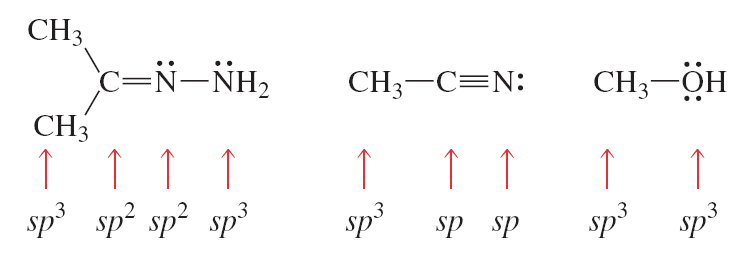 CH₃
C=N̈—N̈H₂ CH₃—C≡N: CH₃—ÖH
CH₃
sp³ sp² sp² sp³ sp³ sp sp sp³ sp³